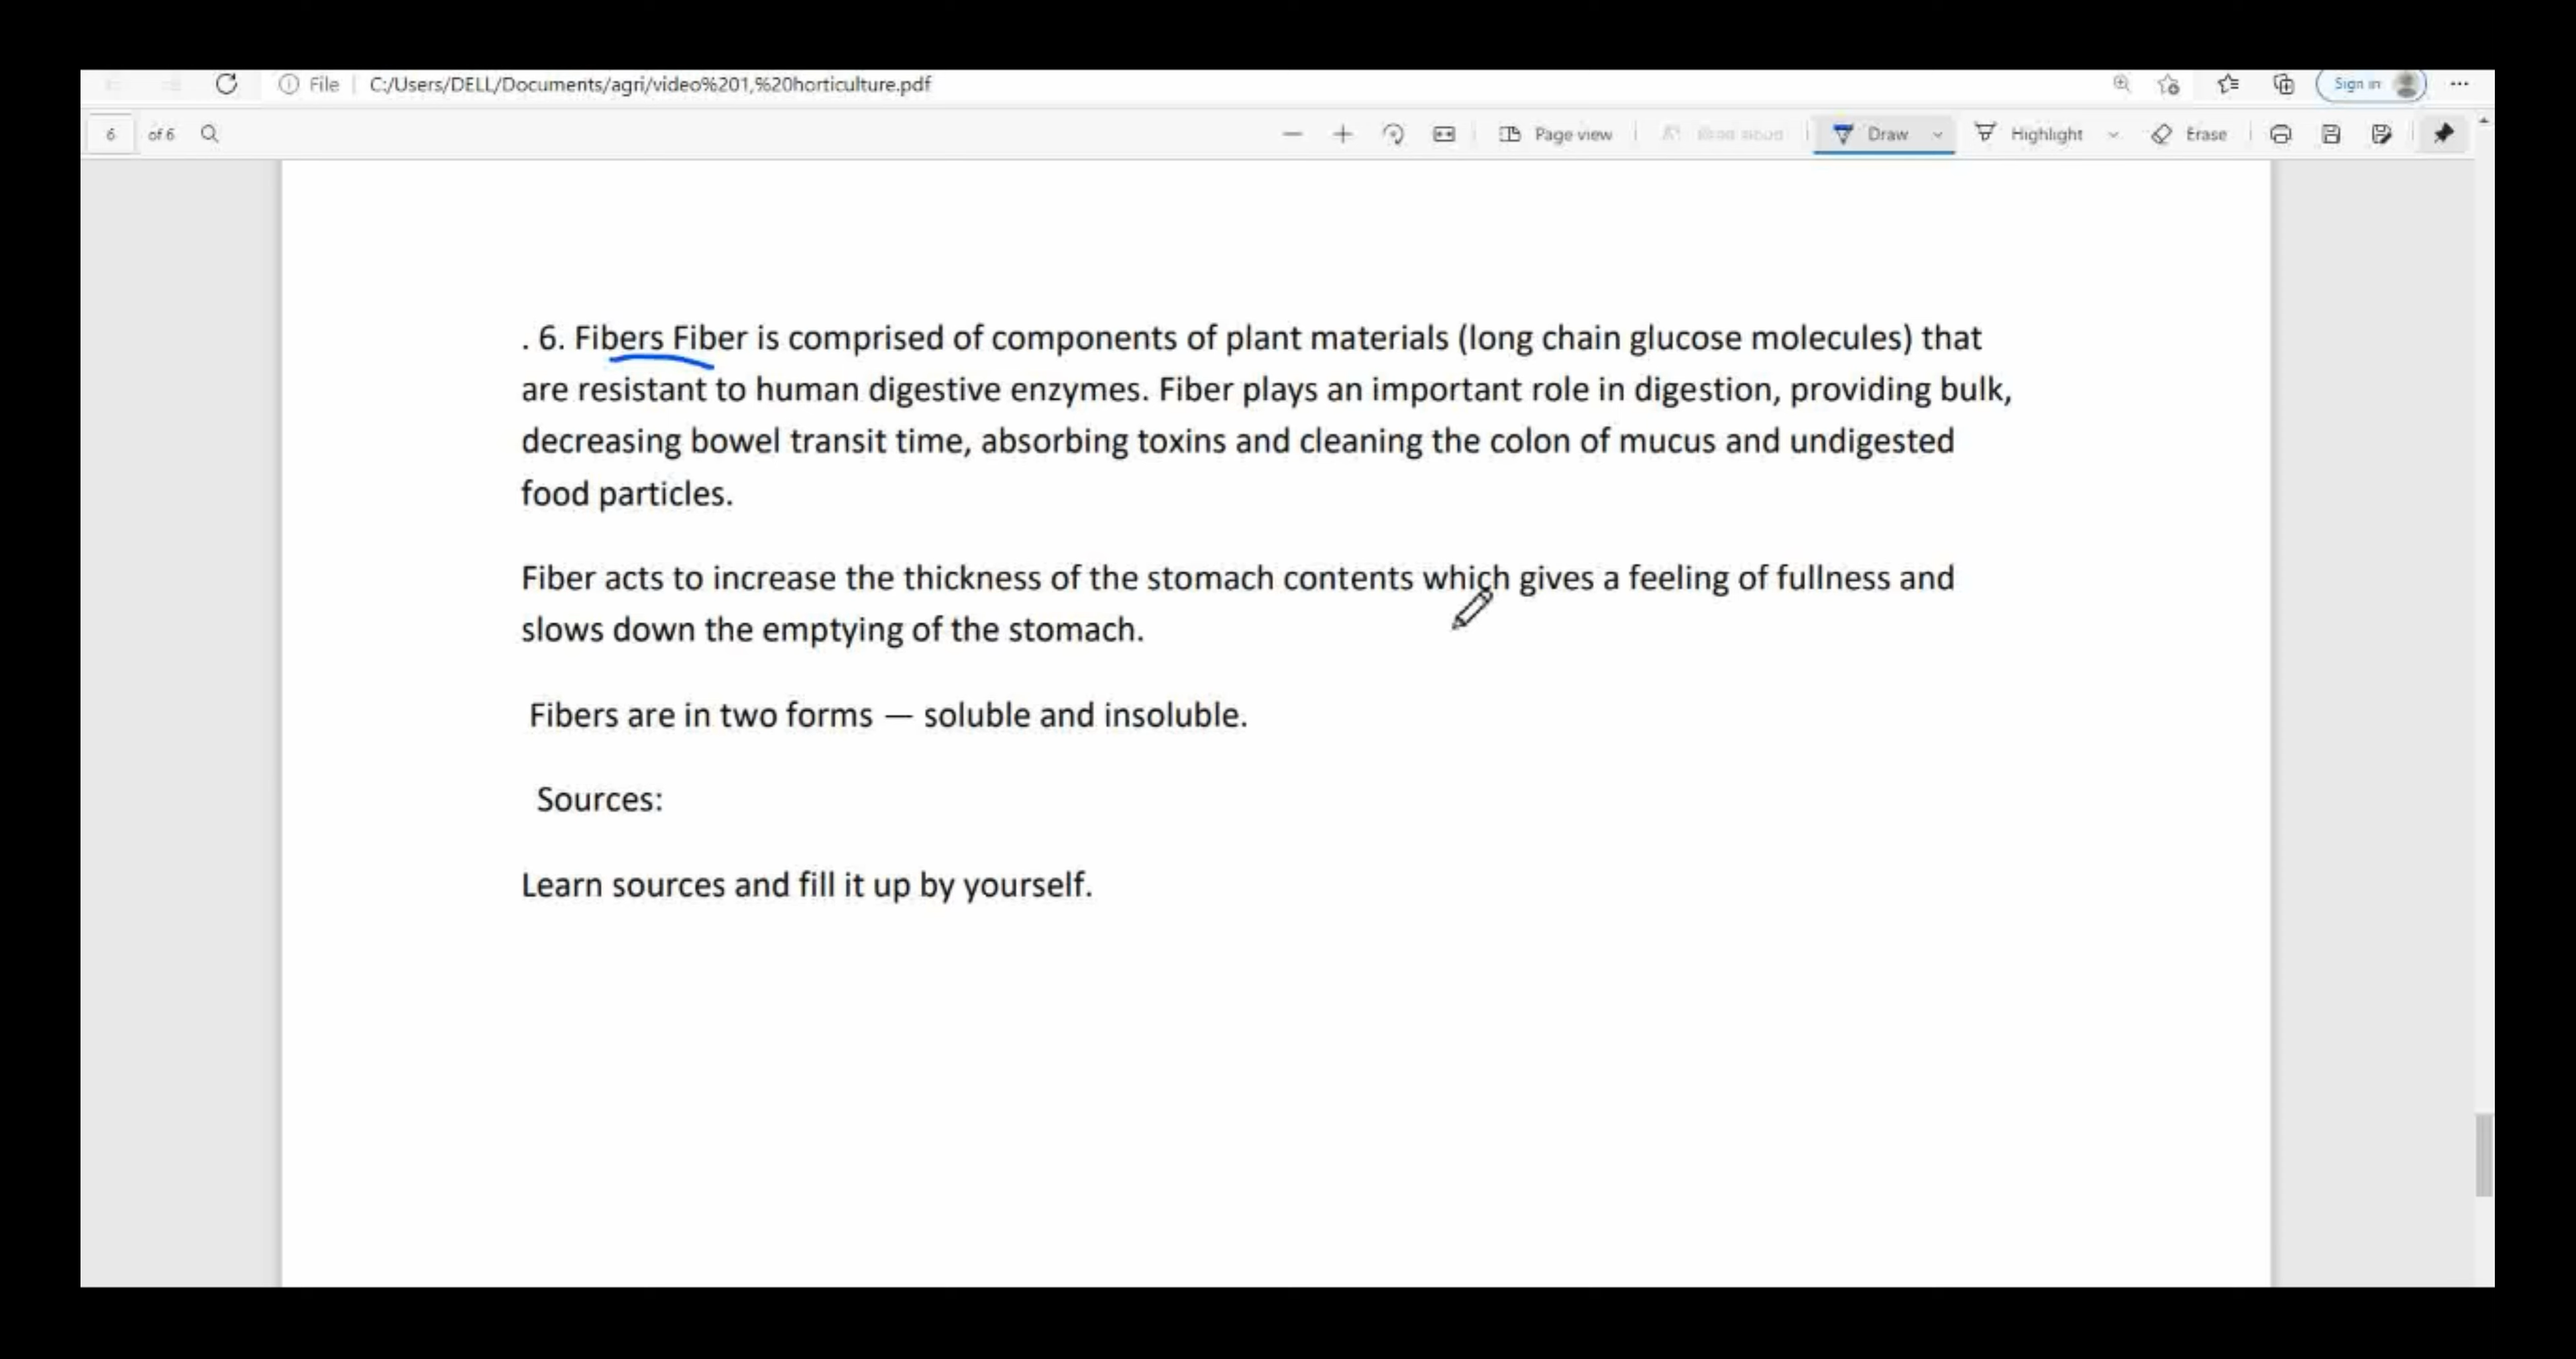 File | C:/Users/DELL/Documents/agri/video%201,%20horticulture.pdf
Sign in
6 of 6
Page view
Read aloud
Draw
Highlight
Erase
. 6. Fibers Fiber is comprised of components of plant materials (long chain glucose molecules) that
are resistant to human digestive enzymes. Fiber plays an important role in digestion, providing bulk,
decreasing bowel transit time, absorbing toxins and cleaning the colon of mucus and undigested
food particles.
Fiber acts to increase the thickness of the stomach contents which gives a feeling of fullness and
slows down the emptying of the stomach.
Fibers are in two forms — soluble and insoluble.
Sources:
Learn sources and fill it up by yourself.